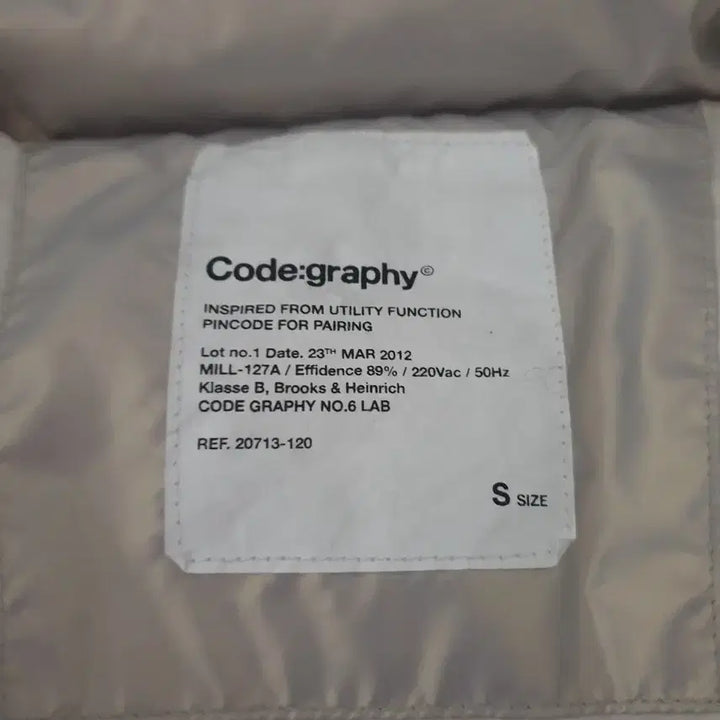 Code:graphy©
INSPIRED FROM UTILITY FUNCTION
PINCODE FOR PAIRING
Lot no.1 Date. 23TH MAR 2012
MILL-127A / Effidence 89% / 220Vac / 50Hz
Klasse B, Brooks & Heinrich
CODE GRAPHY NO.6 LAB
REF. 20713-120
S SIZE